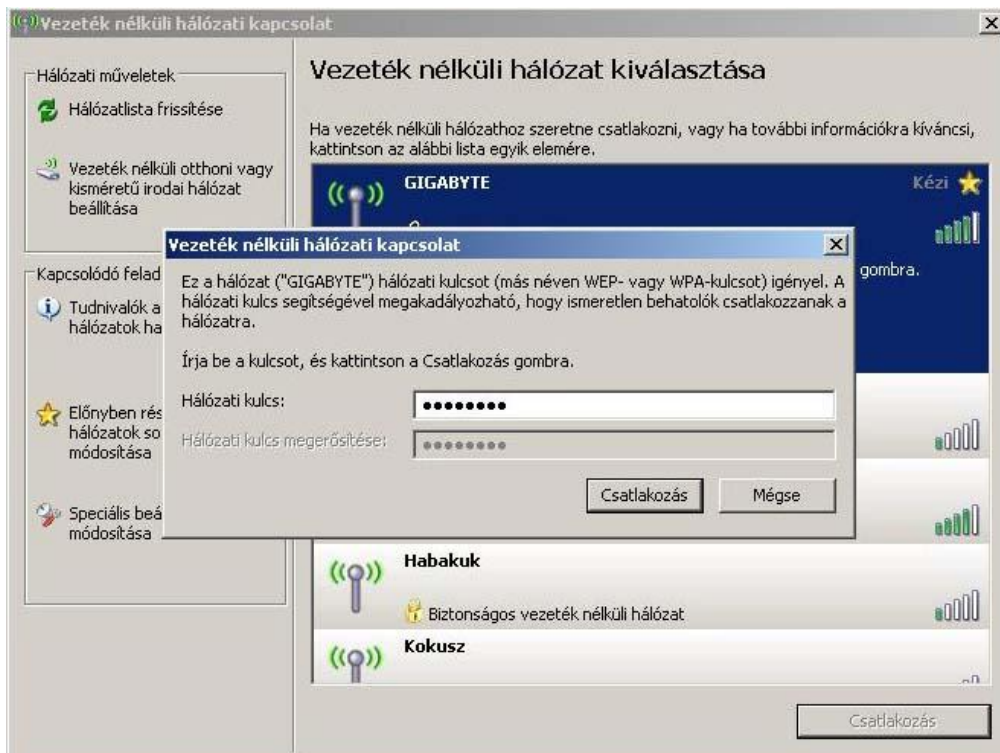 Vezeték nélküli hálózati kapcsolat
Hálózati műveletek
Hálózatlista frissítése
Vezeték nélküli otthoni vagy
kisméretű irodai hálózat
beállítása
Kapcsolódó felad
Tudnivalók a
hálózatok ha
Előnyben rés
hálózatok so
módosítása
Speciális beá
módosítása
Vezeték nélküli hálózat kiválasztása
Ha vezeték nélküli hálózathoz szeretne csatlakozni, vagy ha további információkra kíváncsi,
kattintson az alábbi lista egyik elemére.
GIGABYTE
Kézi
gombra.
Vezeték nélküli hálózati kapcsolat
Ez a hálózat ("GIGABYTE") hálózati kulcsot (más néven WEP- vagy WPA-kulcsot) igényel. A
hálózati kulcs segítségével megakadályozható, hogy ismeretlen behatolók csatlakozzanak a
hálózatra.
Írja be a kulcsot, és kattintson a Csatlakozás gombra.
Hálózati kulcs:
Hálózati kulcs megerősítése:
Csatlakozás
Mégse
Habakuk
Biztonságos vezeték nélküli hálózat
Kokusz
Csatlakozás